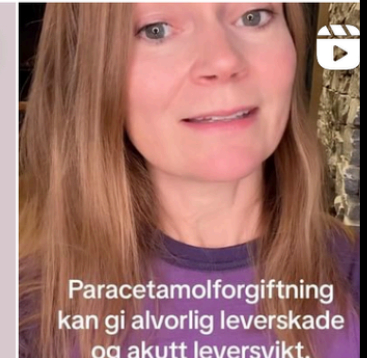 Paracetamolforgiftning
kan gi alvorlig leverskade
og akutt leversvikt